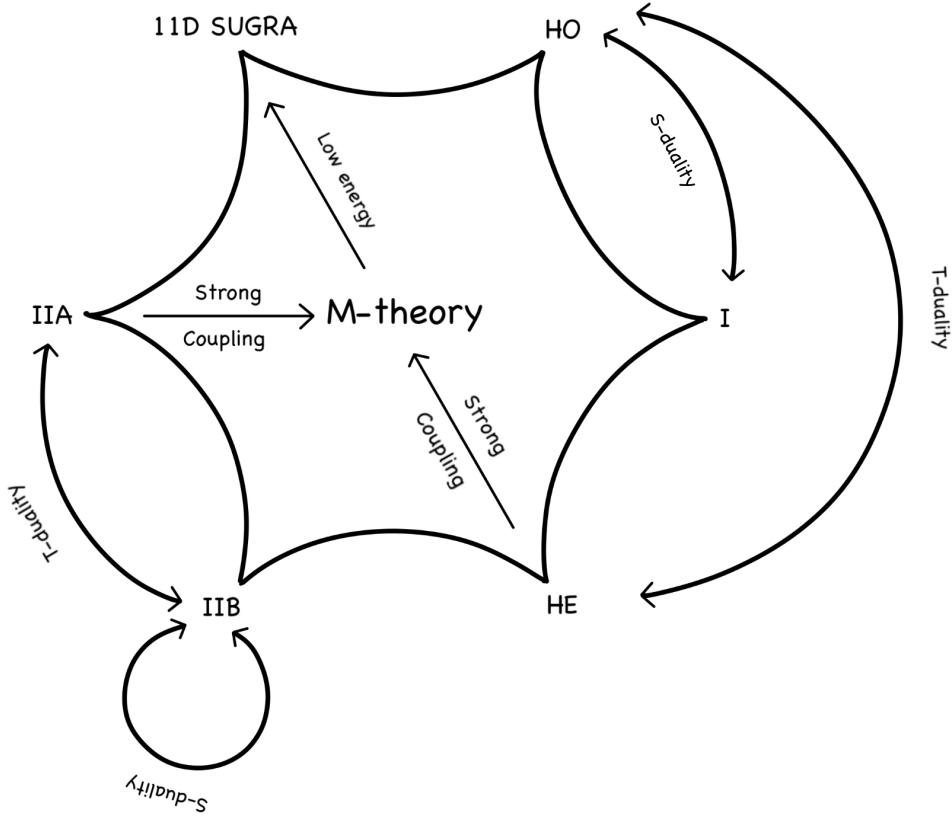 11D SUGRA
HO
S-duality
Low energy
T-duality
Strong
Coupling
M-theory
IIA
I
Strong
Coupling
T-duality
IIB
HE
S-duality